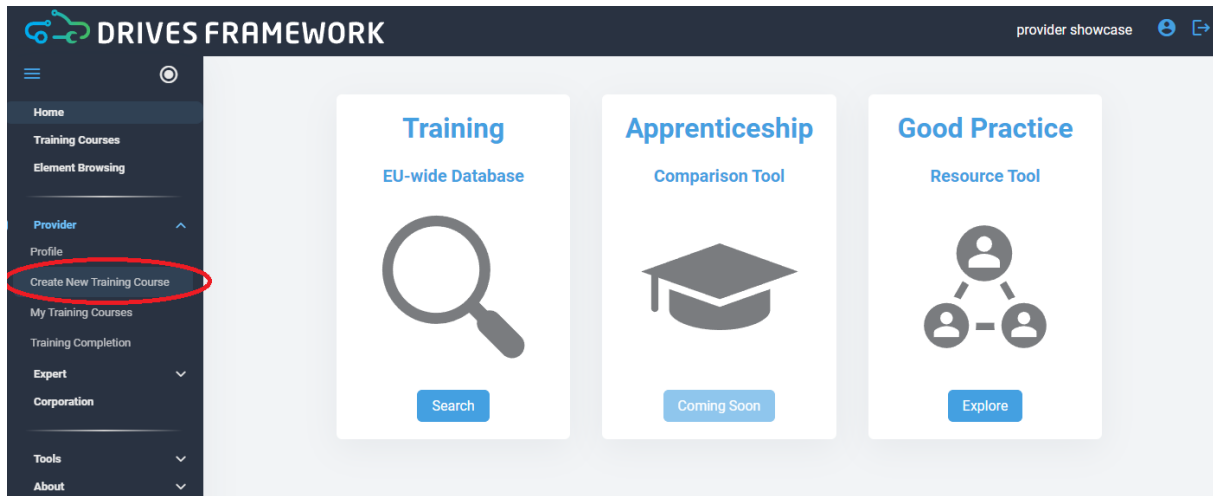 DRIVES FRAMEWORK
provider showcase
Home
Training Courses
Element Browsing
Provider
Profile
Create New Training Course
My Training Courses
Training Completion
Expert
Corporation
Tools
About
Training
EU-wide Database
Search
Apprenticeship
Comparison Tool
Coming Soon
Good Practice
Resource Tool
Explore